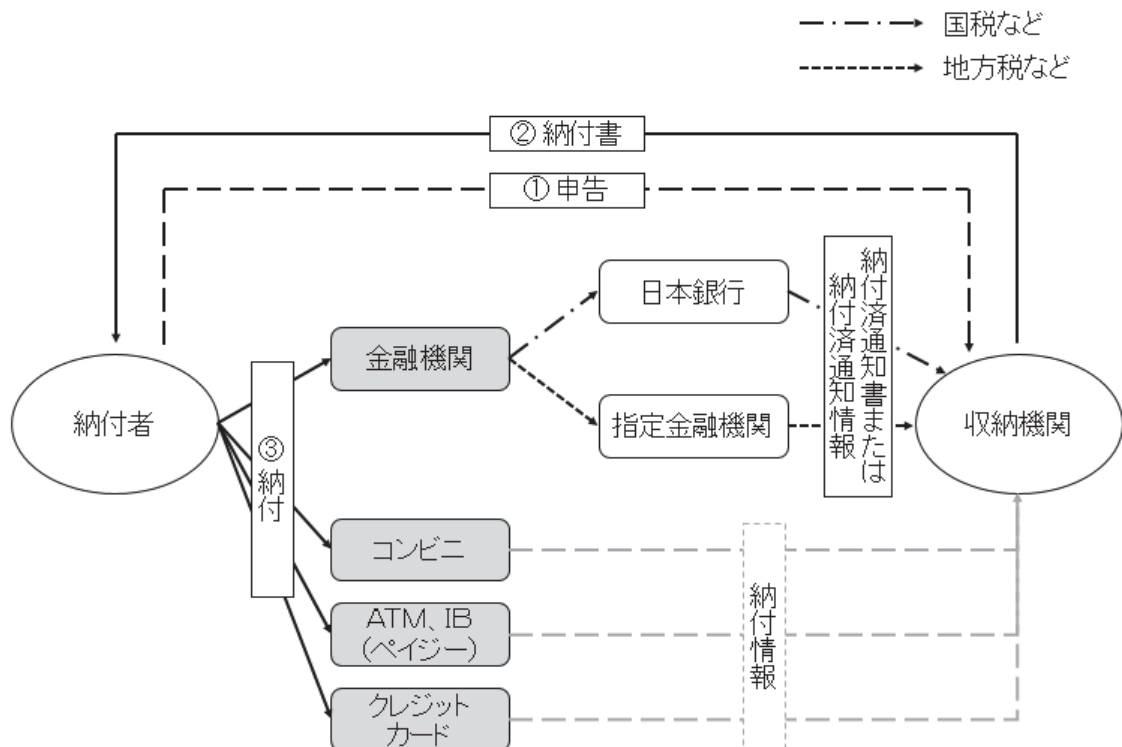 国税など
地方税など
② 納付書
① 申告
日本銀行
納付済通知書または
納付済通知情報
金融機関
納付者
③納付
指定金融機関
収納機関
コンビニ
ATM、IB
(ペイジー)
納付情報
クレジット
カード